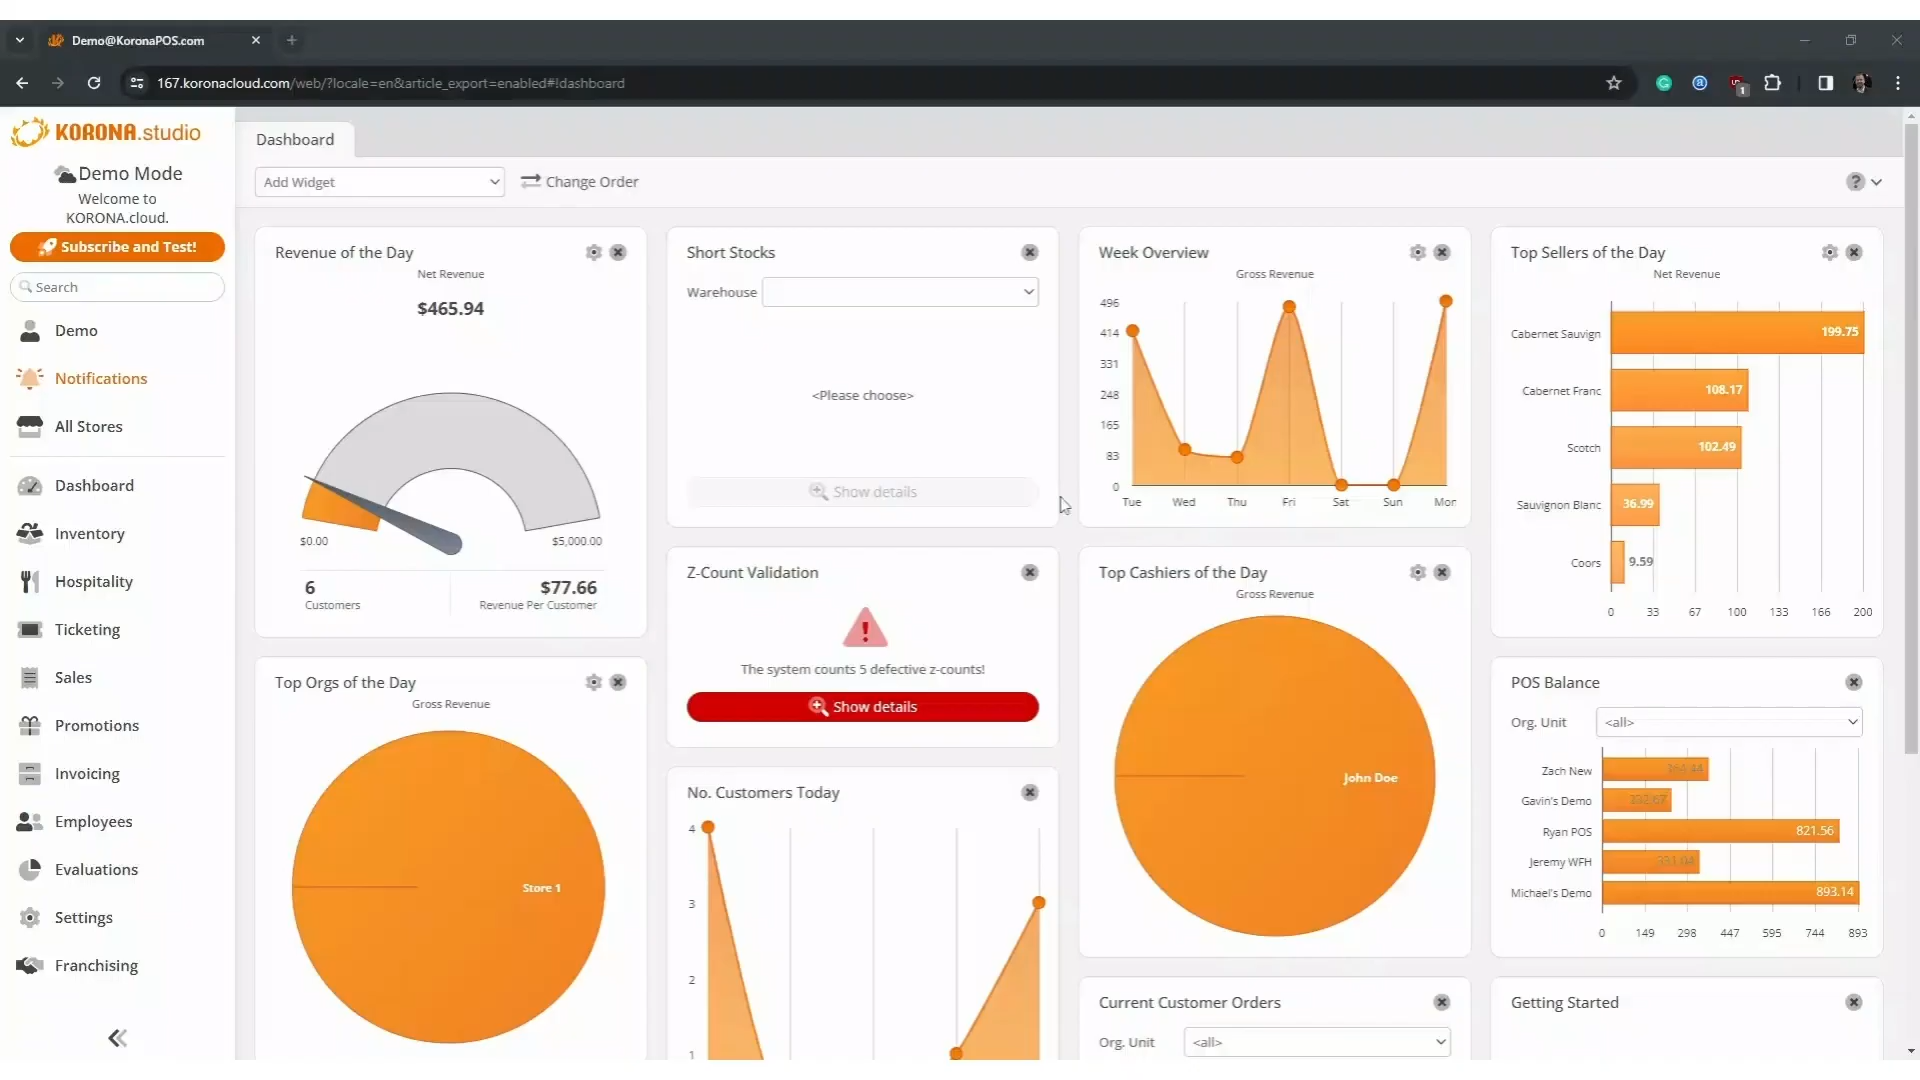 Demo@KoronaPOS.com
167.koronacloud.com/web/?locale=en&article_export=enabled#!dashboard
1
KORONA.studio
Demo Mode
Welcome to
KORONA.cloud.
Subscribe and Test!
Search
Demo
Notifications
All Stores
Dashboard
Inventory
Hospitality
Ticketing
Sales
Promotions
Invoicing
Employees
Evaluations
Settings
Franchising
Dashboard
Add Widget
Change Order
?
Revenue of the Day
Net Revenue
$465.94
$0.00
$5,000.00
6
Customers
$77.66
Revenue Per Customer
Top Orgs of the Day
Gross Revenue
Store 1
Short Stocks
Warehouse
<Please choose>
Show details
Z-Count Validation
The system counts 5 defective z-counts!
Show details
No. Customers Today
4
3
2
1
Week Overview
Gross Revenue
496
414
331
248
165
83
0
Tue Wed Thu Fri Sat Sun Mon
Top Cashiers of the Day
Gross Revenue
John Doe
Current Customer Orders
Org. Unit
<all>
Top Sellers of the Day
Net Revenue
Cabernet Sauvign 199.75
Cabernet Franc 108.17
Scotch 102.49
Sauvignon Blanc 36.99
Coors 9.59
0 33 67 100 133 166 200
POS Balance
Org. Unit
<all>
Zach New
Gavin's Demo
Ryan POS 821.56
Jeremy WFH
Michael's Demo 893.14
0 149 298 447 595 744 893
Getting Started